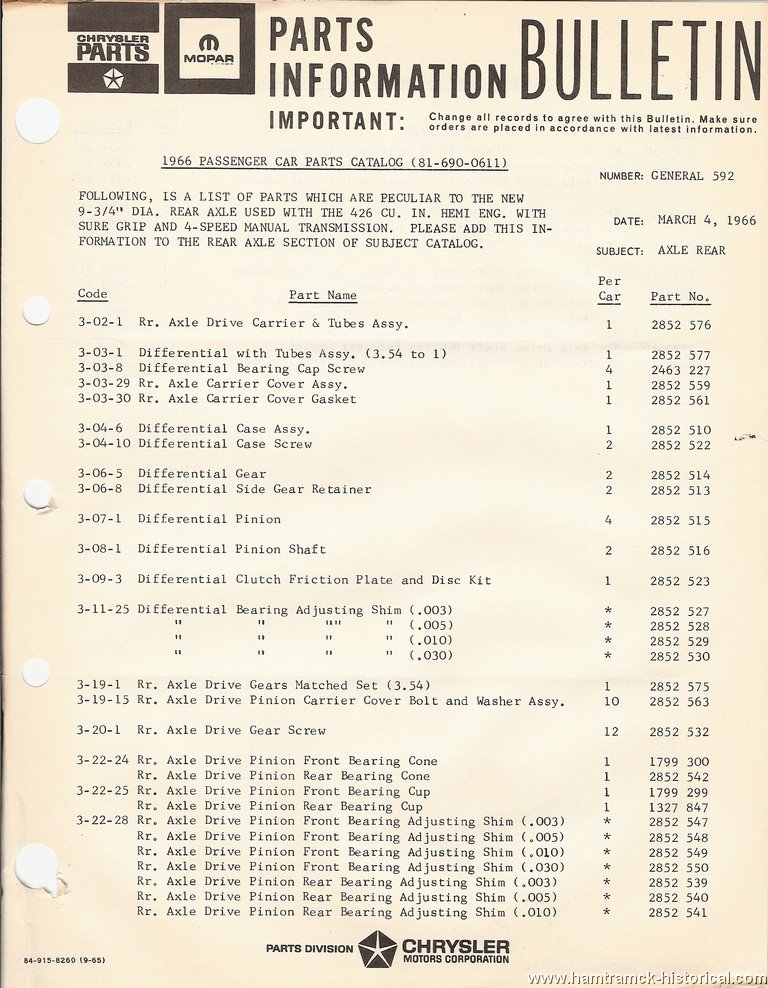 CHRYSLER
PARTS
MOPAR
PARTS
INFORMATION BULLETIN
IMPORTANT: Change all records to agree with this Bulletin. Make sure
orders are placed in accordance with latest information.
1966 PASSENGER CAR PARTS CATALOG (81-690-0611)
NUMBER: GENERAL 592
FOLLOWING, IS A LIST OF PARTS WHICH ARE PECULIAR TO THE NEW
9-3/4" DIA. REAR AXLE USED WITH THE 426 CU. IN. HEMI ENG. WITH
SURE GRIP AND 4-SPEED MANUAL TRANSMISSION. PLEASE ADD THIS IN-
FORMATION TO THE REAR AXLE SECTION OF SUBJECT CATALOG.
DATE: MARCH 4, 1966
SUBJECT: AXLE REAR
Per
Code Part Name Car Part No.
3-02-1 Rr. Axle Drive Carrier & Tubes Assy. 1 2852 576
3-03-1 Differential with Tubes Assy. (3.54 to 1) 1 2852 577
3-03-8 Differential Bearing Cap Screw 4 2463 227
3-03-29 Rr. Axle Carrier Cover Assy. 1 2852 559
3-03-30 Rr. Axle Carrier Cover Gasket 1 2852 561
3-04-6 Differential Case Assy. 1 2852 510
3-04-10 Differential Case Screw 2 2852 522
3-06-5 Differential Gear 2 2852 514
3-06-8 Differential Side Gear Retainer 2 2852 513
3-07-1 Differential Pinion 4 2852 515
3-08-1 Differential Pinion Shaft 2 2852 516
3-09-3 Differential Clutch Friction Plate and Disc Kit 1 2852 523
3-11-25 Differential Bearing Adjusting Shim (.003) * 2852 527
" " """ " (.005) * 2852 528
" " " " (.010) * 2852 529
" " " " (.030) * 2852 530
3-19-1 Rr. Axle Drive Gears Matched Set (3.54) 1 2852 575
3-19-15 Rr. Axle Drive Pinion Carrier Cover Bolt and Washer Assy. 10 2852 563
3-20-1 Rr. Axle Drive Gear Screw 12 2852 532
3-22-24 Rr. Axle Drive Pinion Front Bearing Cone 1 1799 300
Rr. Axle Drive Pinion Rear Bearing Cone 1 2852 542
3-22-25 Rr. Axle Drive Pinion Front Bearing Cup 1 1799 299
Rr. Axle Drive Pinion Rear Bearing Cup 1 1327 847
3-22-28 Rr. Axle Drive Pinion Front Bearing Adjusting Shim (.003) * 2852 547
Rr. Axle Drive Pinion Front Bearing Adjusting Shim (.005) * 2852 548
Rr. Axle Drive Pinion Front Bearing Adjusting Shim (.010) * 2852 549
Rr. Axle Drive Pinion Front Bearing Adjusting Shim (.030) * 2852 550
Rr. Axle Drive Pinion Rear Bearing Adjusting Shim (.003) * 2852 539
Rr. Axle Drive Pinion Rear Bearing Adjusting Shim (.005) * 2852 540
Rr. Axle Drive Pinion Rear Bearing Adjusting Shim (.010) * 2852 541
84-915-8260 (9-65)
PARTS DIVISION CHRYSLER
MOTORS CORPORATION
www.hamtramck-historical.com